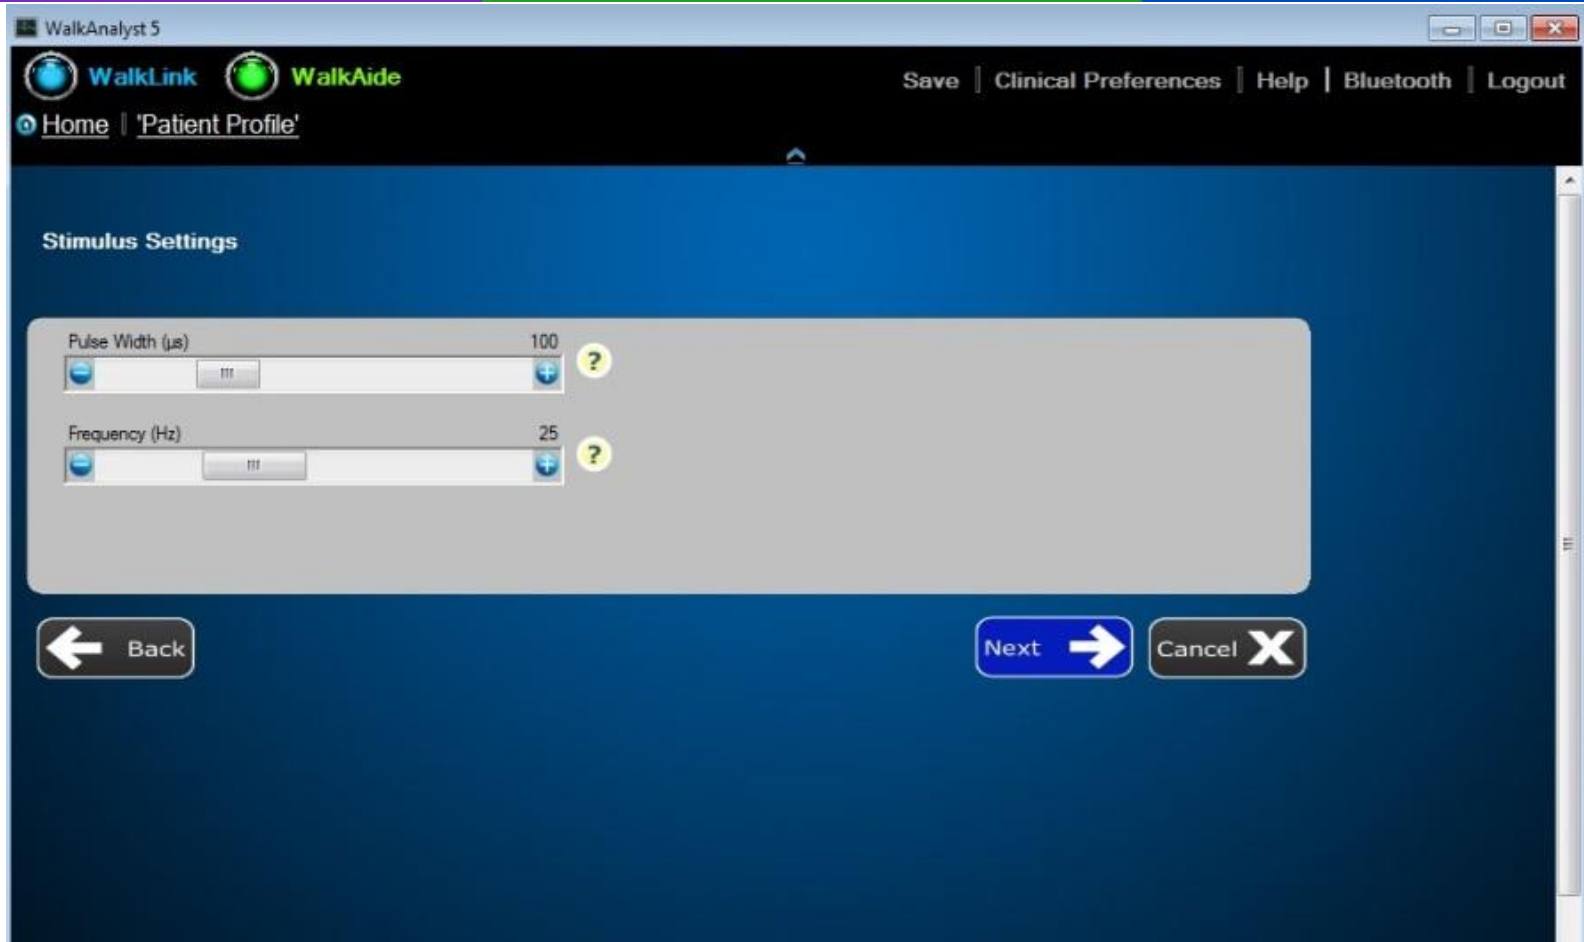 WalkAnalyst 5
WalkLink WalkAide
Save | Clinical Preferences | Help | Bluetooth | Logout
Home | 'Patient Profile'
Stimulus Settings
Pulse Width (µs) 100
?
Frequency (Hz) 25
?
Back Next Cancel